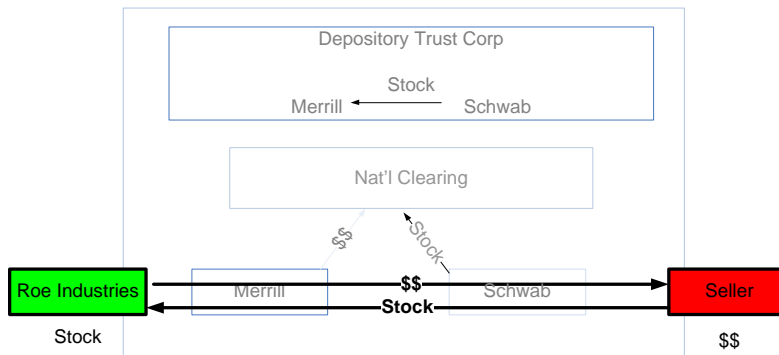 Depository Trust Corp
Stock
Merrill Schwab
Nat'l Clearing
$$
Stock
Roe Industries Merrill $$ Schwab Seller
Stock
Stock $$